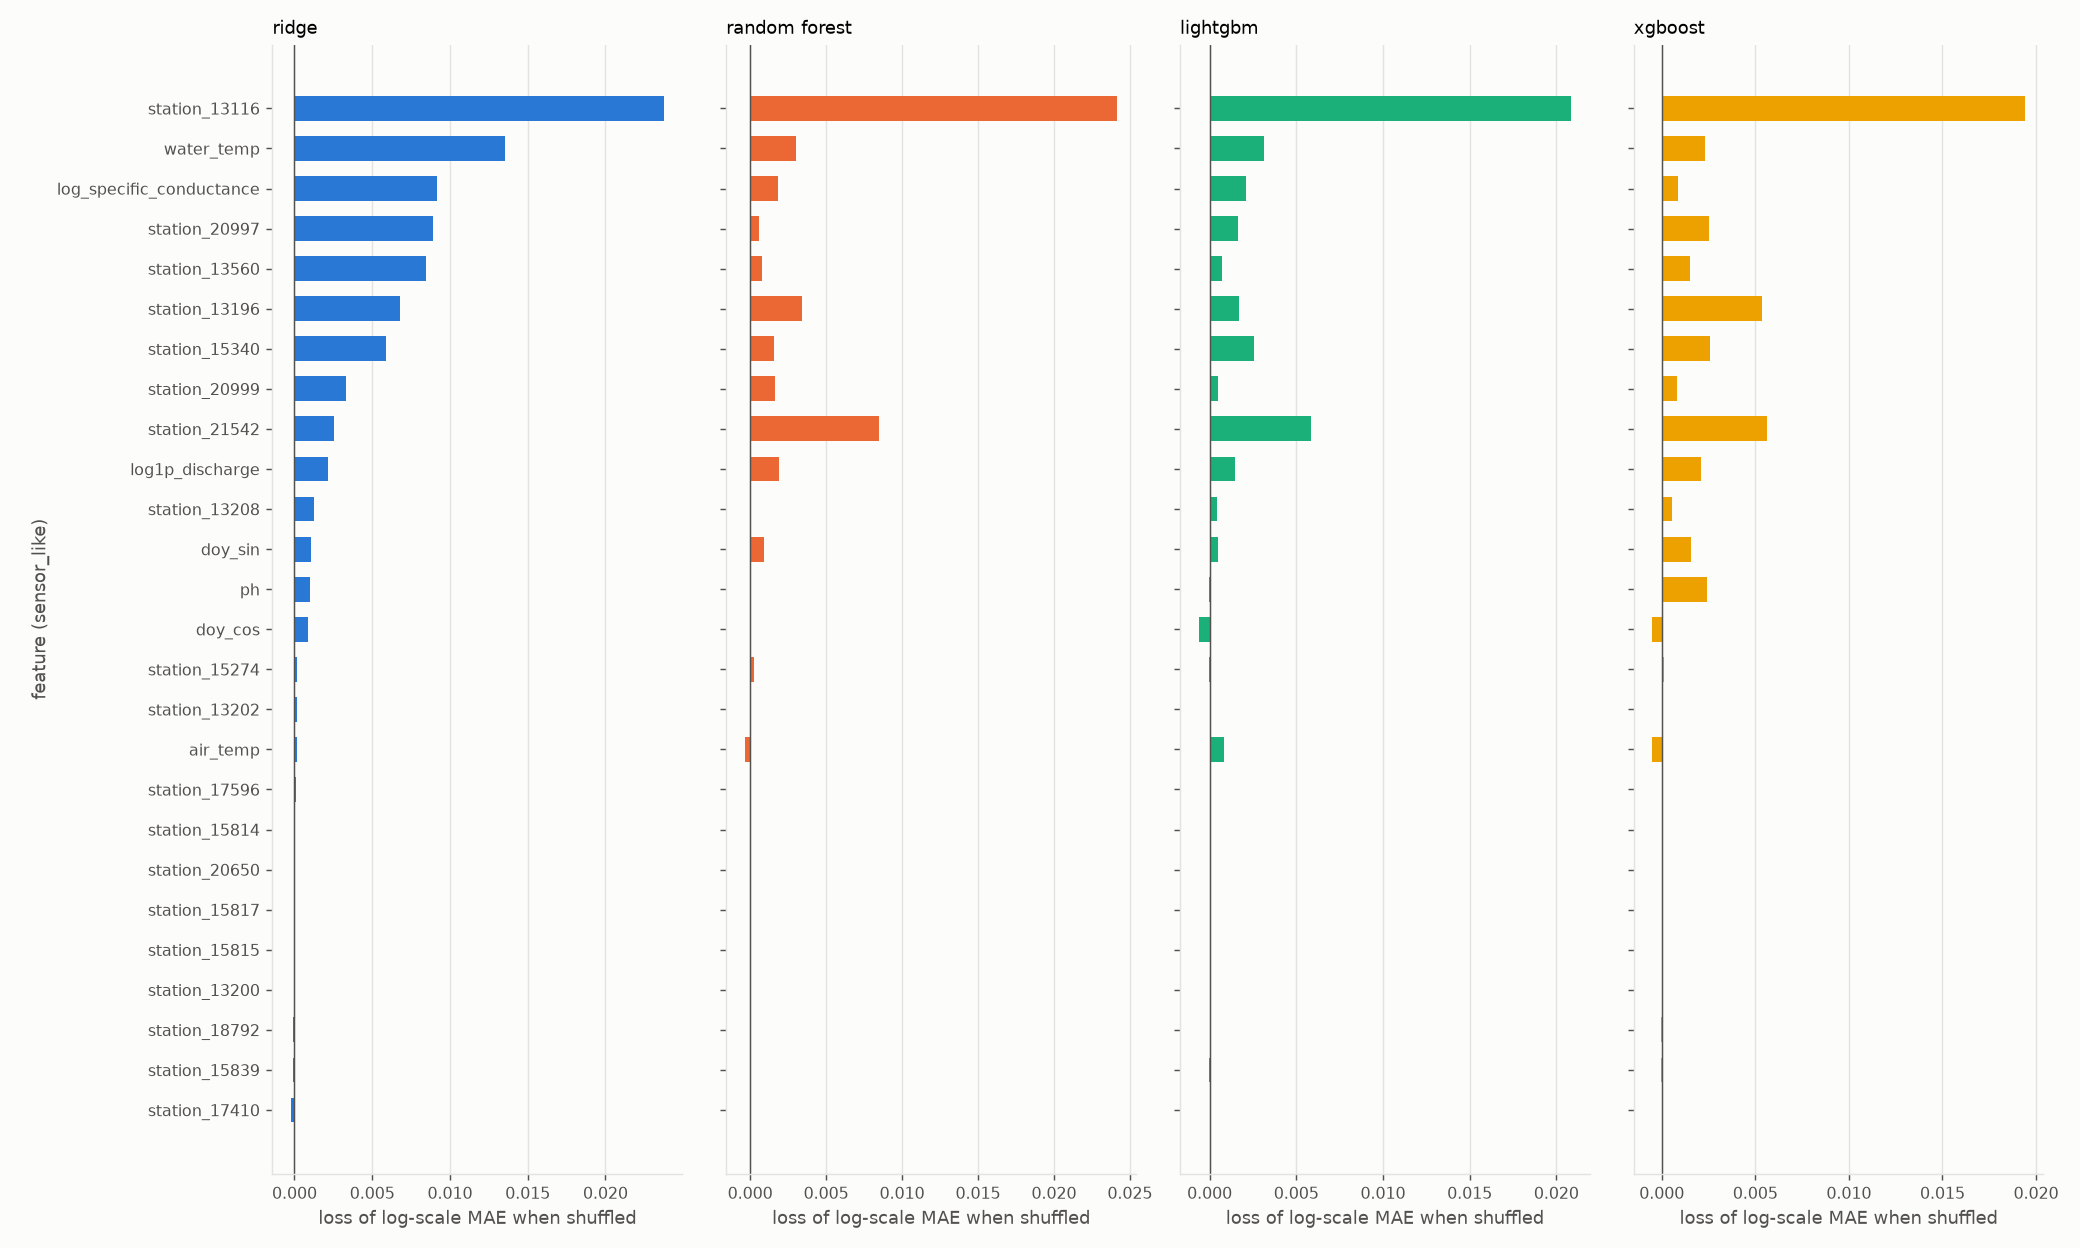 ridge
random forest
lightgbm
xgboost
feature (sensor_like)
station_13116
water_temp
log_specific_conductance
station_20997
station_13560
station_13196
station_15340
station_20999
station_21542
log1p_discharge
station_13208
doy_sin
ph
doy_cos
station_15274
station_13202
air_temp
station_17596
station_15814
station_20650
station_15817
station_15815
station_13200
station_18792
station_15839
station_17410
0.000 0.005 0.010 0.015 0.020
loss of log-scale MAE when shuffled
0.000 0.005 0.010 0.015 0.020 0.025
loss of log-scale MAE when shuffled
0.000 0.005 0.010 0.015 0.020
loss of log-scale MAE when shuffled
0.000 0.005 0.010 0.015 0.020
loss of log-scale MAE when shuffled